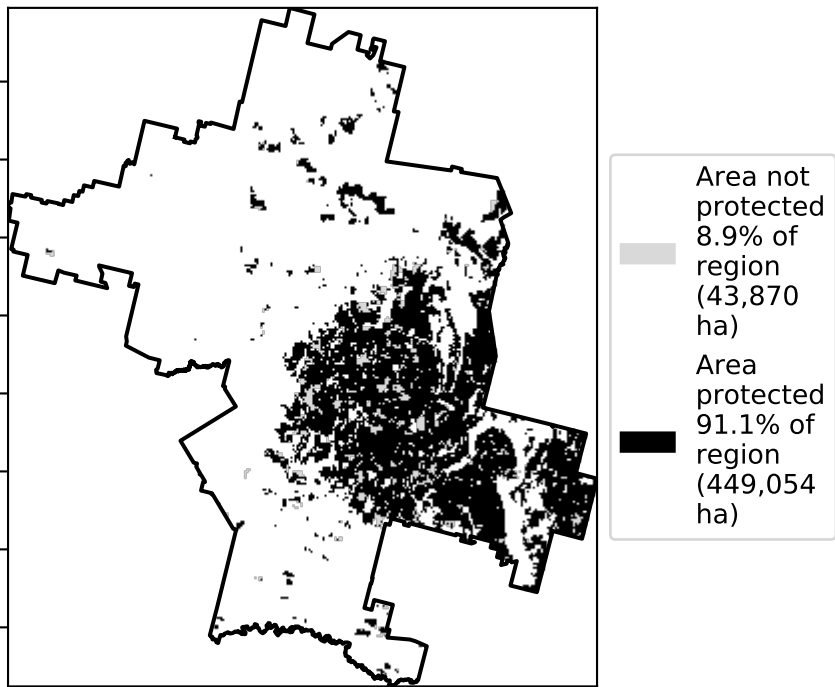 Area not
protected
8.9% of
region
(43,870
ha)
Area
protected
91.1% of
region
(449,054
ha)